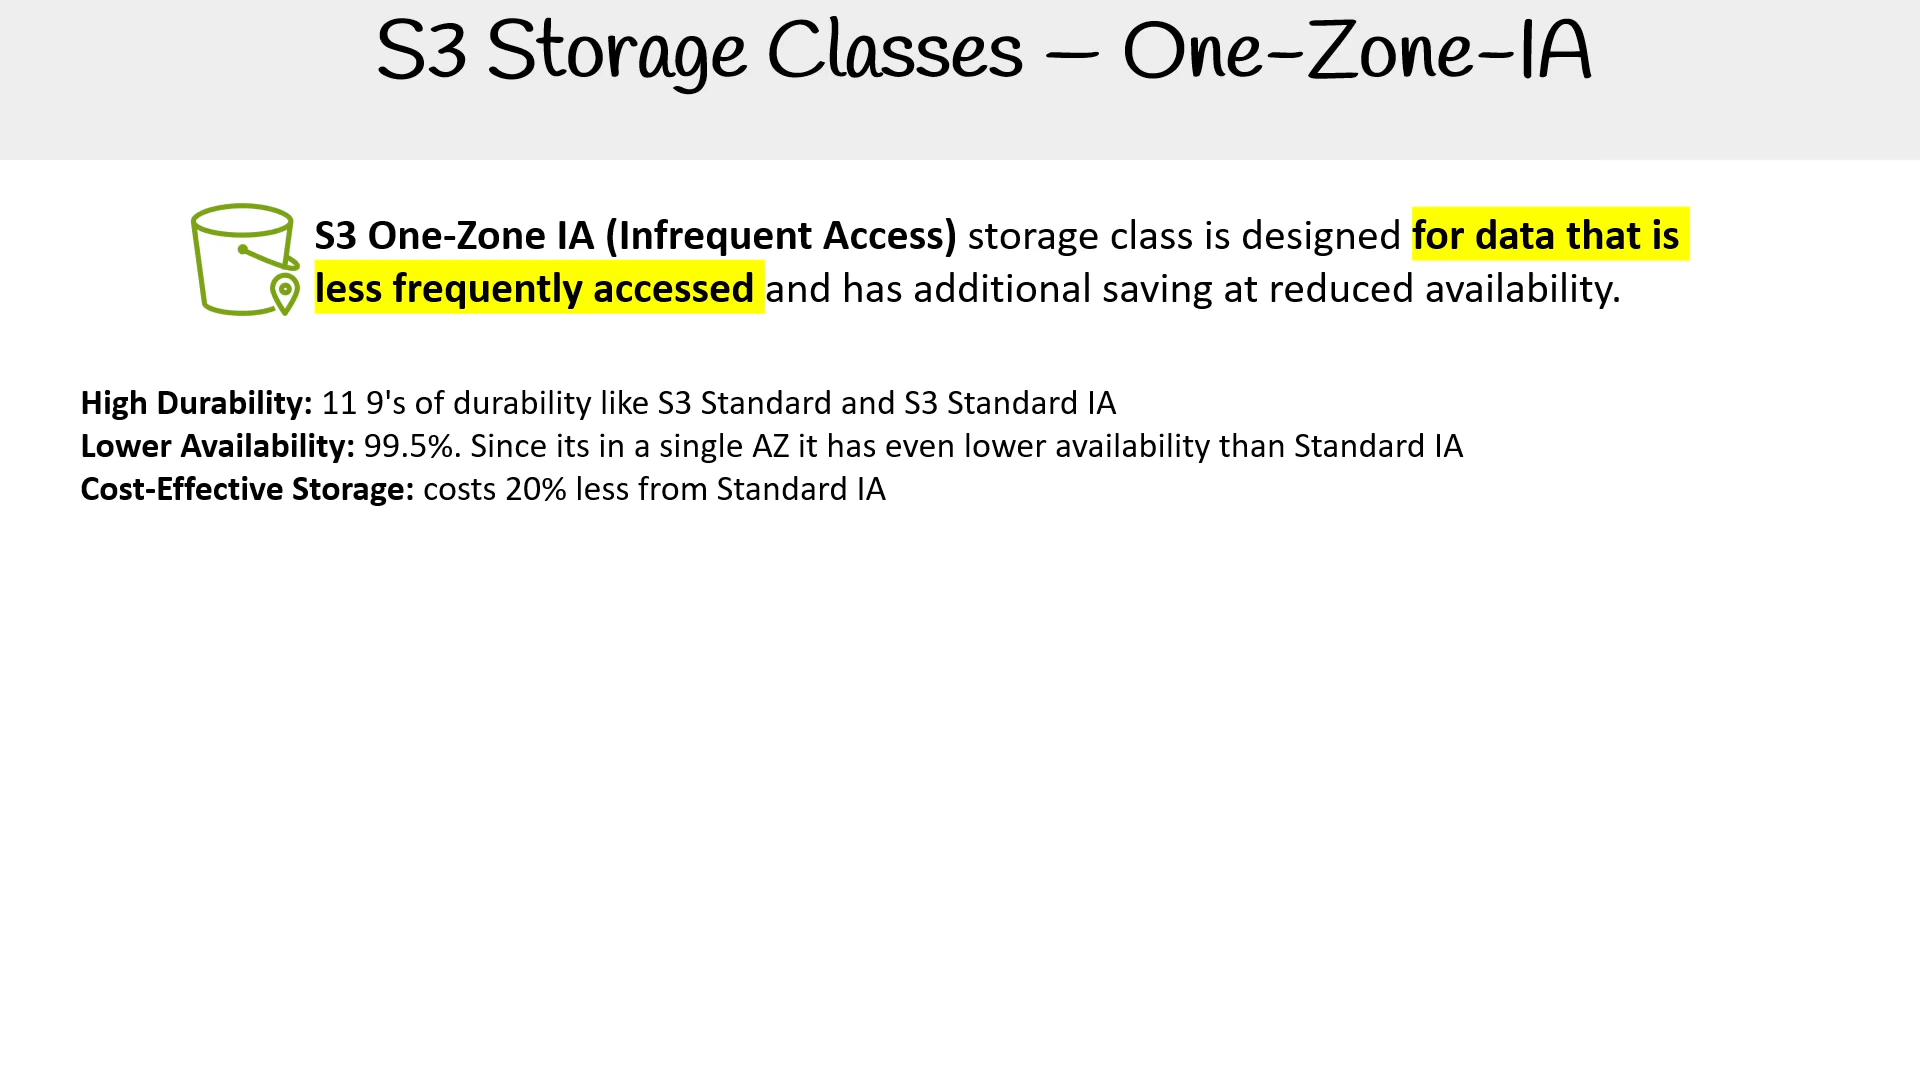 S3 Storage Classes – One-Zone-IA
S3 One-Zone IA (Infrequent Access) storage class is designed for data that is
less frequently accessed and has additional saving at reduced availability.
High Durability: 11 9's of durability like S3 Standard and S3 Standard IA
Lower Availability: 99.5%. Since its in a single AZ it has even lower availability than Standard IA
Cost-Effective Storage: costs 20% less from Standard IA